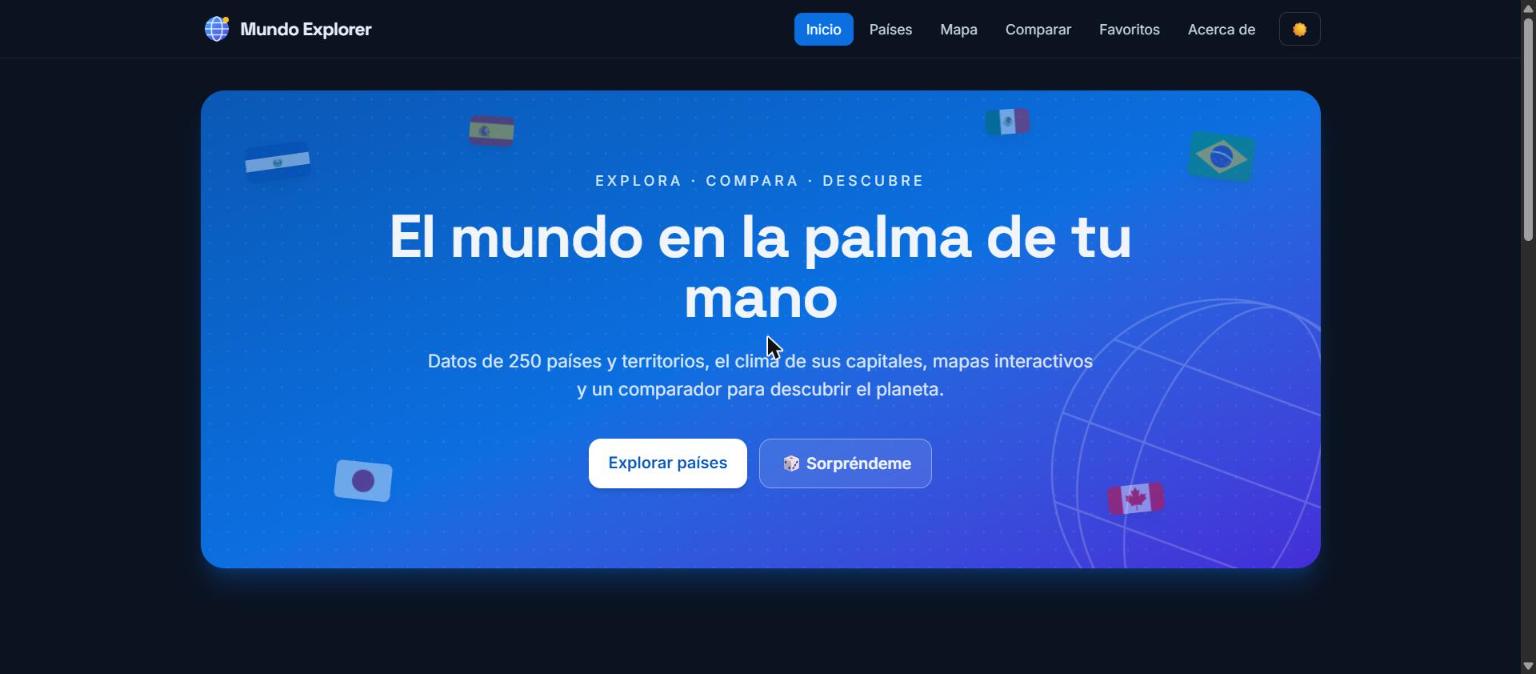 Mundo Explorer
Inicio
Países
Mapa
Comparar
Favoritos
Acerca de
EXPLORA · COMPARA · DESCUBRE
El mundo en la palma de tu
mano
Datos de 250 países y territorios, el clima de sus capitales, mapas interactivos
y un comparador para descubrir el planeta.
Explorar países
Sorpréndeme